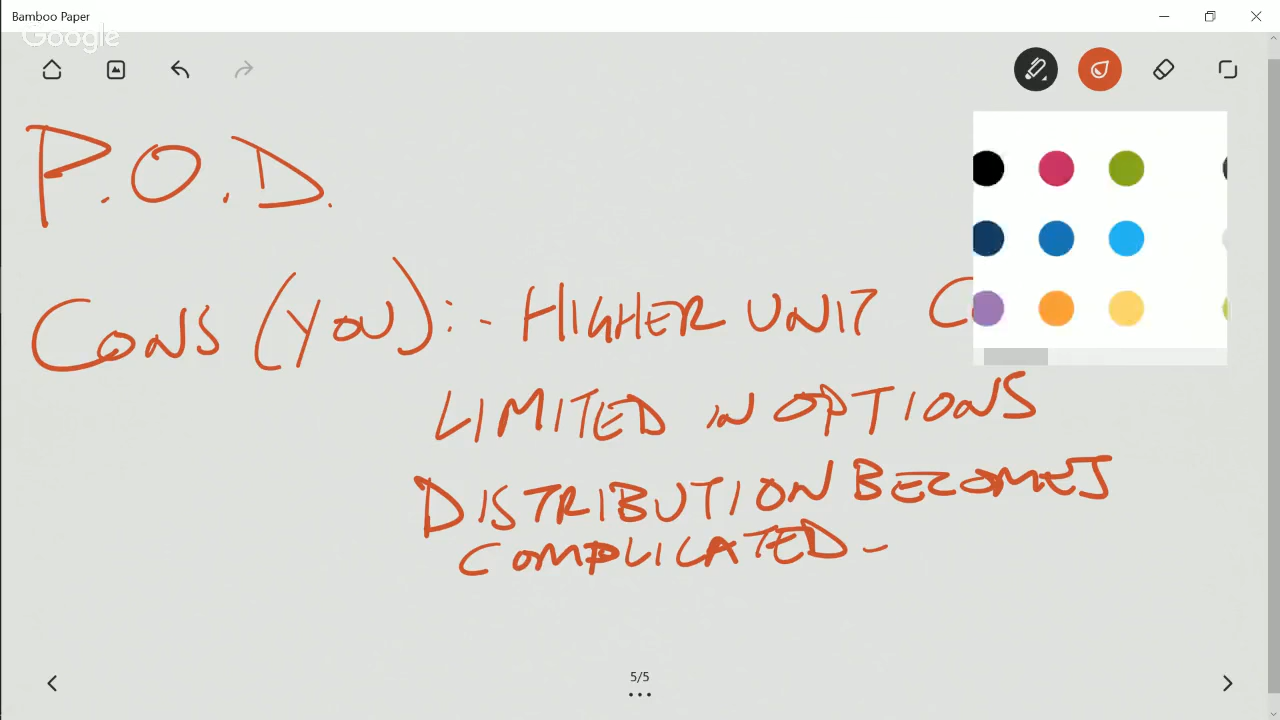 Bamboo Paper
Google
P.O.D.
CONS (YOU): - HIGHER UNIT
LIMITED IN OPTIONS
DISTRIBUTION BECOMES
COMPLICATED -
5/5